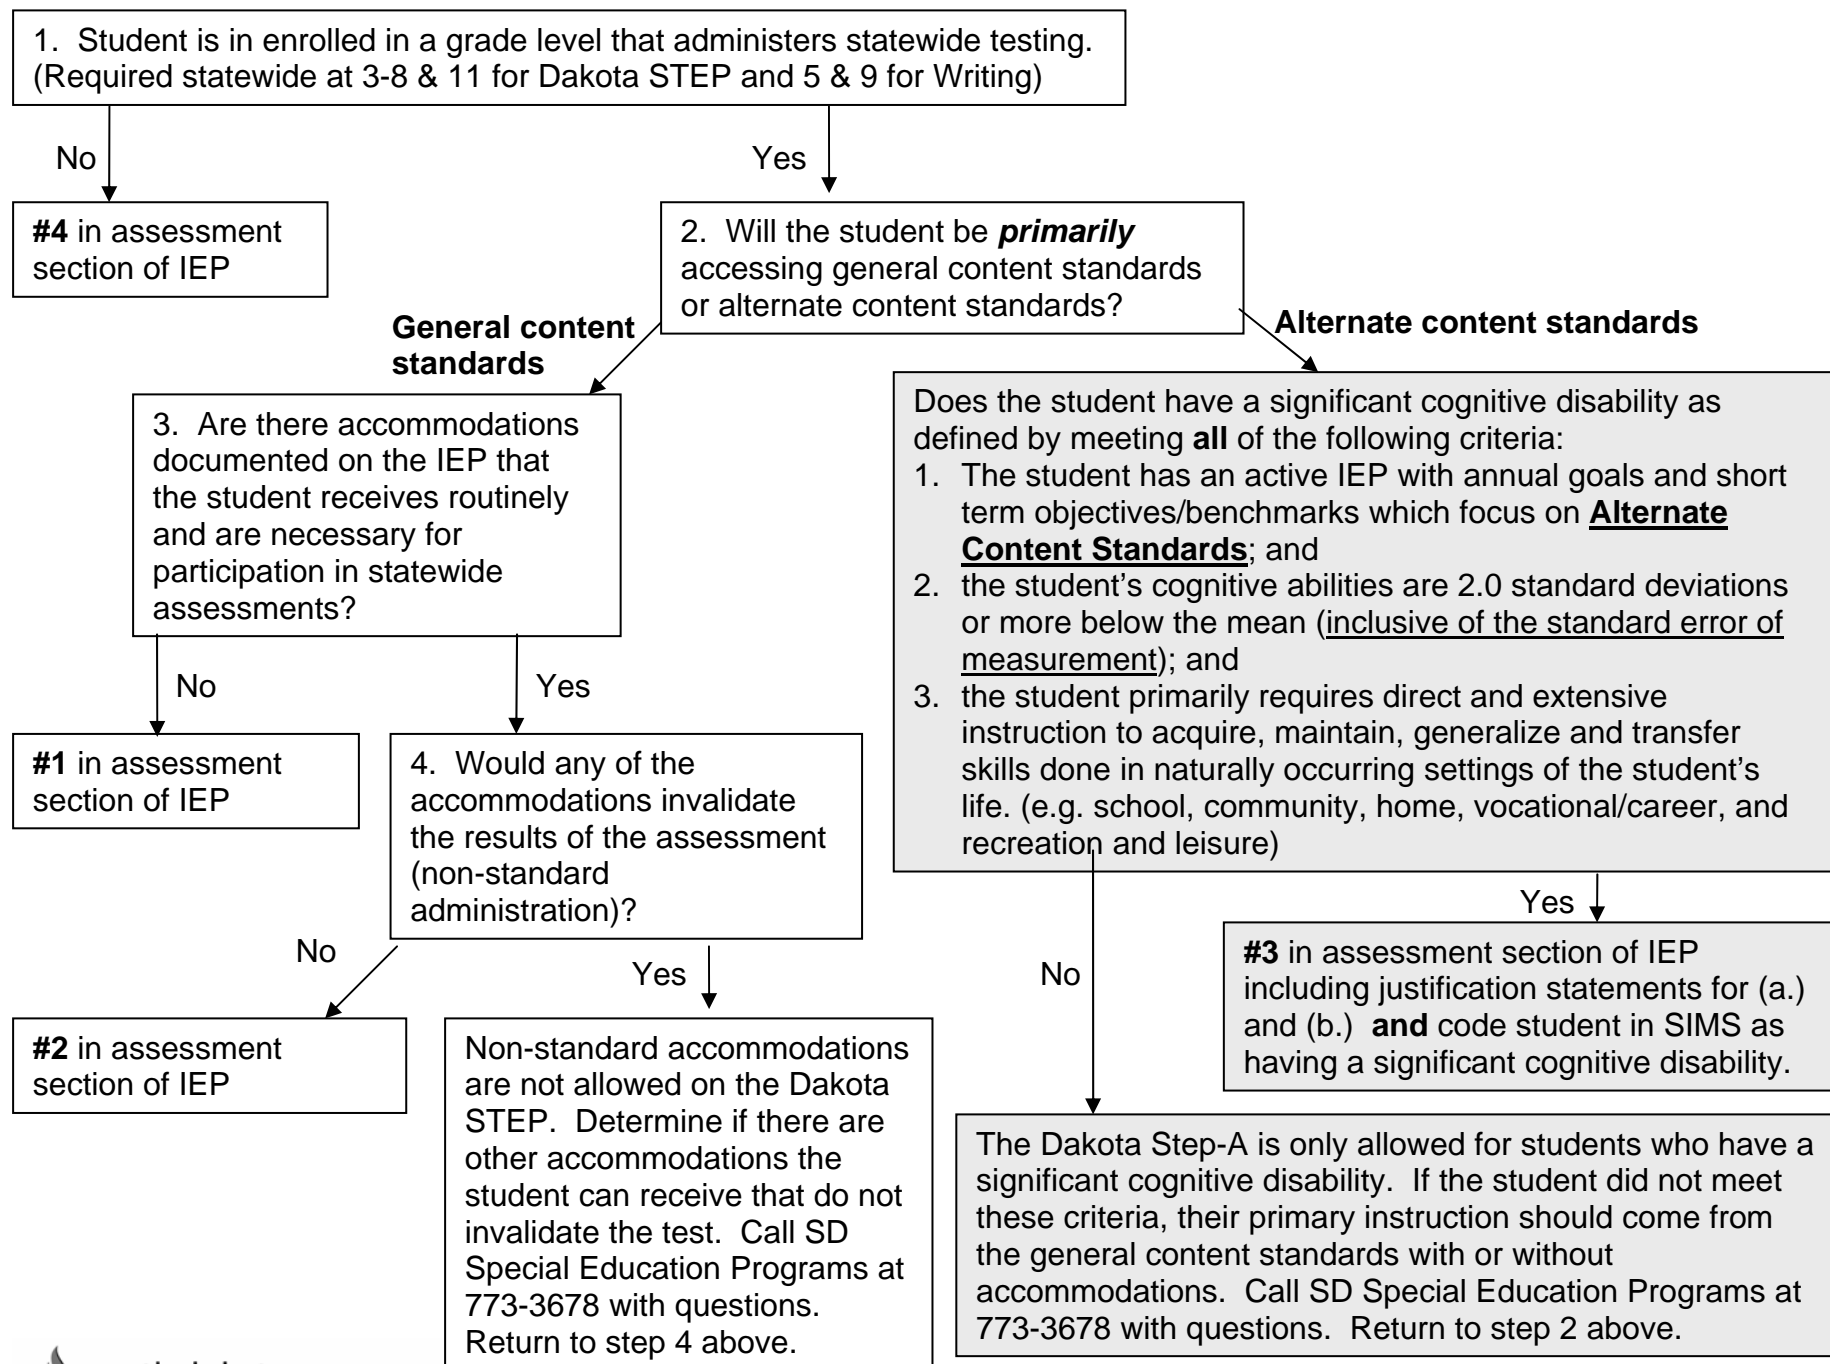 1. Student is in enrolled in a grade level that administers statewide testing.
(Required statewide at 3-8 & 11 for Dakota STEP and 5 & 9 for Writing)
No
Yes
#4 in assessment
section of IEP
2. Will the student be primarily
accessing general content standards
or alternate content standards?
General content
standards
Alternate content standards
3. Are there accommodations
documented on the IEP that
the student receives routinely
and are necessary for
participation in statewide
assessments?
Does the student have a significant cognitive disability as
defined by meeting all of the following criteria:
1. The student has an active IEP with annual goals and short
term objectives/benchmarks which focus on Alternate
Content Standards; and
2. the student’s cognitive abilities are 2.0 standard deviations
or more below the mean (inclusive of the standard error of
measurement); and
3. the student primarily requires direct and extensive
instruction to acquire, maintain, generalize and transfer
skills done in naturally occurring settings of the student’s
life. (e.g. school, community, home, vocational/career, and
recreation and leisure)
No
Yes
#1 in assessment
section of IEP
4. Would any of the
accommodations invalidate
the results of the assessment
(non-standard
administration)?
Yes
No
Yes
No
#3 in assessment section of IEP
including justification statements for (a.)
and (b.) and code student in SIMS as
having a significant cognitive disability.
#2 in assessment
section of IEP
Non-standard accommodations
are not allowed on the Dakota
STEP. Determine if there are
other accommodations the
student can receive that do not
invalidate the test. Call SD
Special Education Programs at
773-3678 with questions.
Return to step 4 above.
The Dakota Step-A is only allowed for students who have a
significant cognitive disability. If the student did not meet
these criteria, their primary instruction should come from
the general content standards with or without
accommodations. Call SD Special Education Programs at
773-3678 with questions. Return to step 2 above.